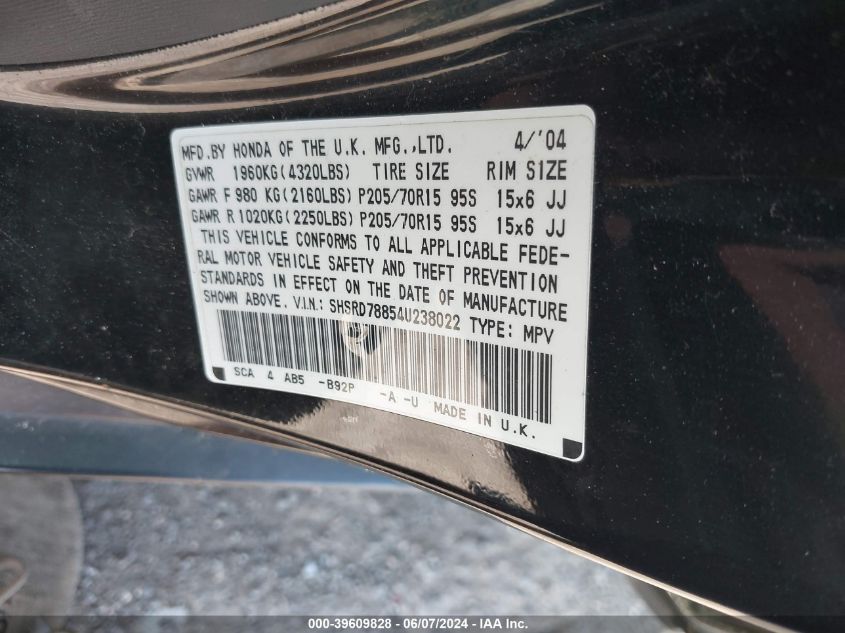 MFD.BY HONDA OF THE U.K. MFG.,LTD. 4/'04
GVWR 1960KG(4320LBS) TIRE SIZE RIM SIZE
GAWR F 980 KG(2160LBS) P205/70R15 95S 15x6 JJ
GAWR R 1020KG(2250LBS) P205/70R15 95S 15x6 JJ
THIS VEHICLE CONFORMS TO ALL APPLICABLE FEDE-
RAL MOTOR VEHICLE SAFETY AND THEFT PREVENTION
STANDARDS IN EFFECT ON THE DATE OF MANUFACTURE
SHOWN ABOVE. V.I.N: SHSRD78854U238022 TYPE: MPV
SCA 4 AB5 -B92P -A -U MADE IN U.K.
000-39609828 - 06/07/2024 - IAA Inc.